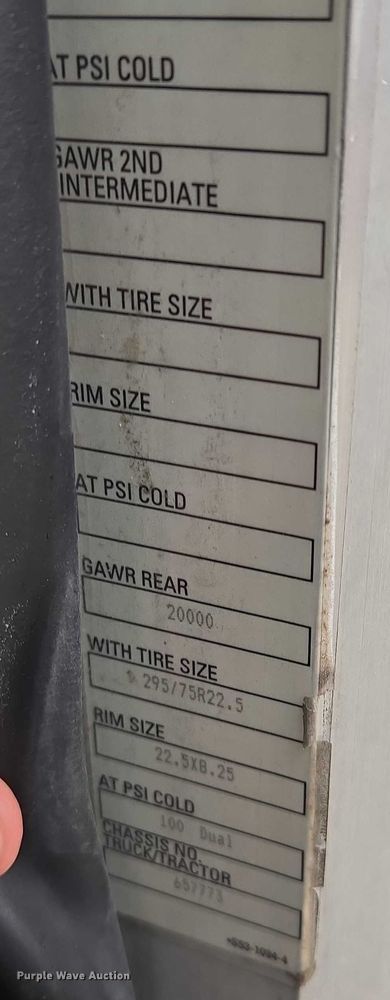 AT PSI COLD
GAWR 2ND
INTERMEDIATE
WITH TIRE SIZE
RIM SIZE
AT PSI COLD
GAWR REAR
20000
WITH TIRE SIZE
295/75R22.5
RIM SIZE
22.5X8.25
AT PSI COLD
100 Dual
CHASSIS NO.
TRUCK/TRACTOR
657773
Purple Wave Auction